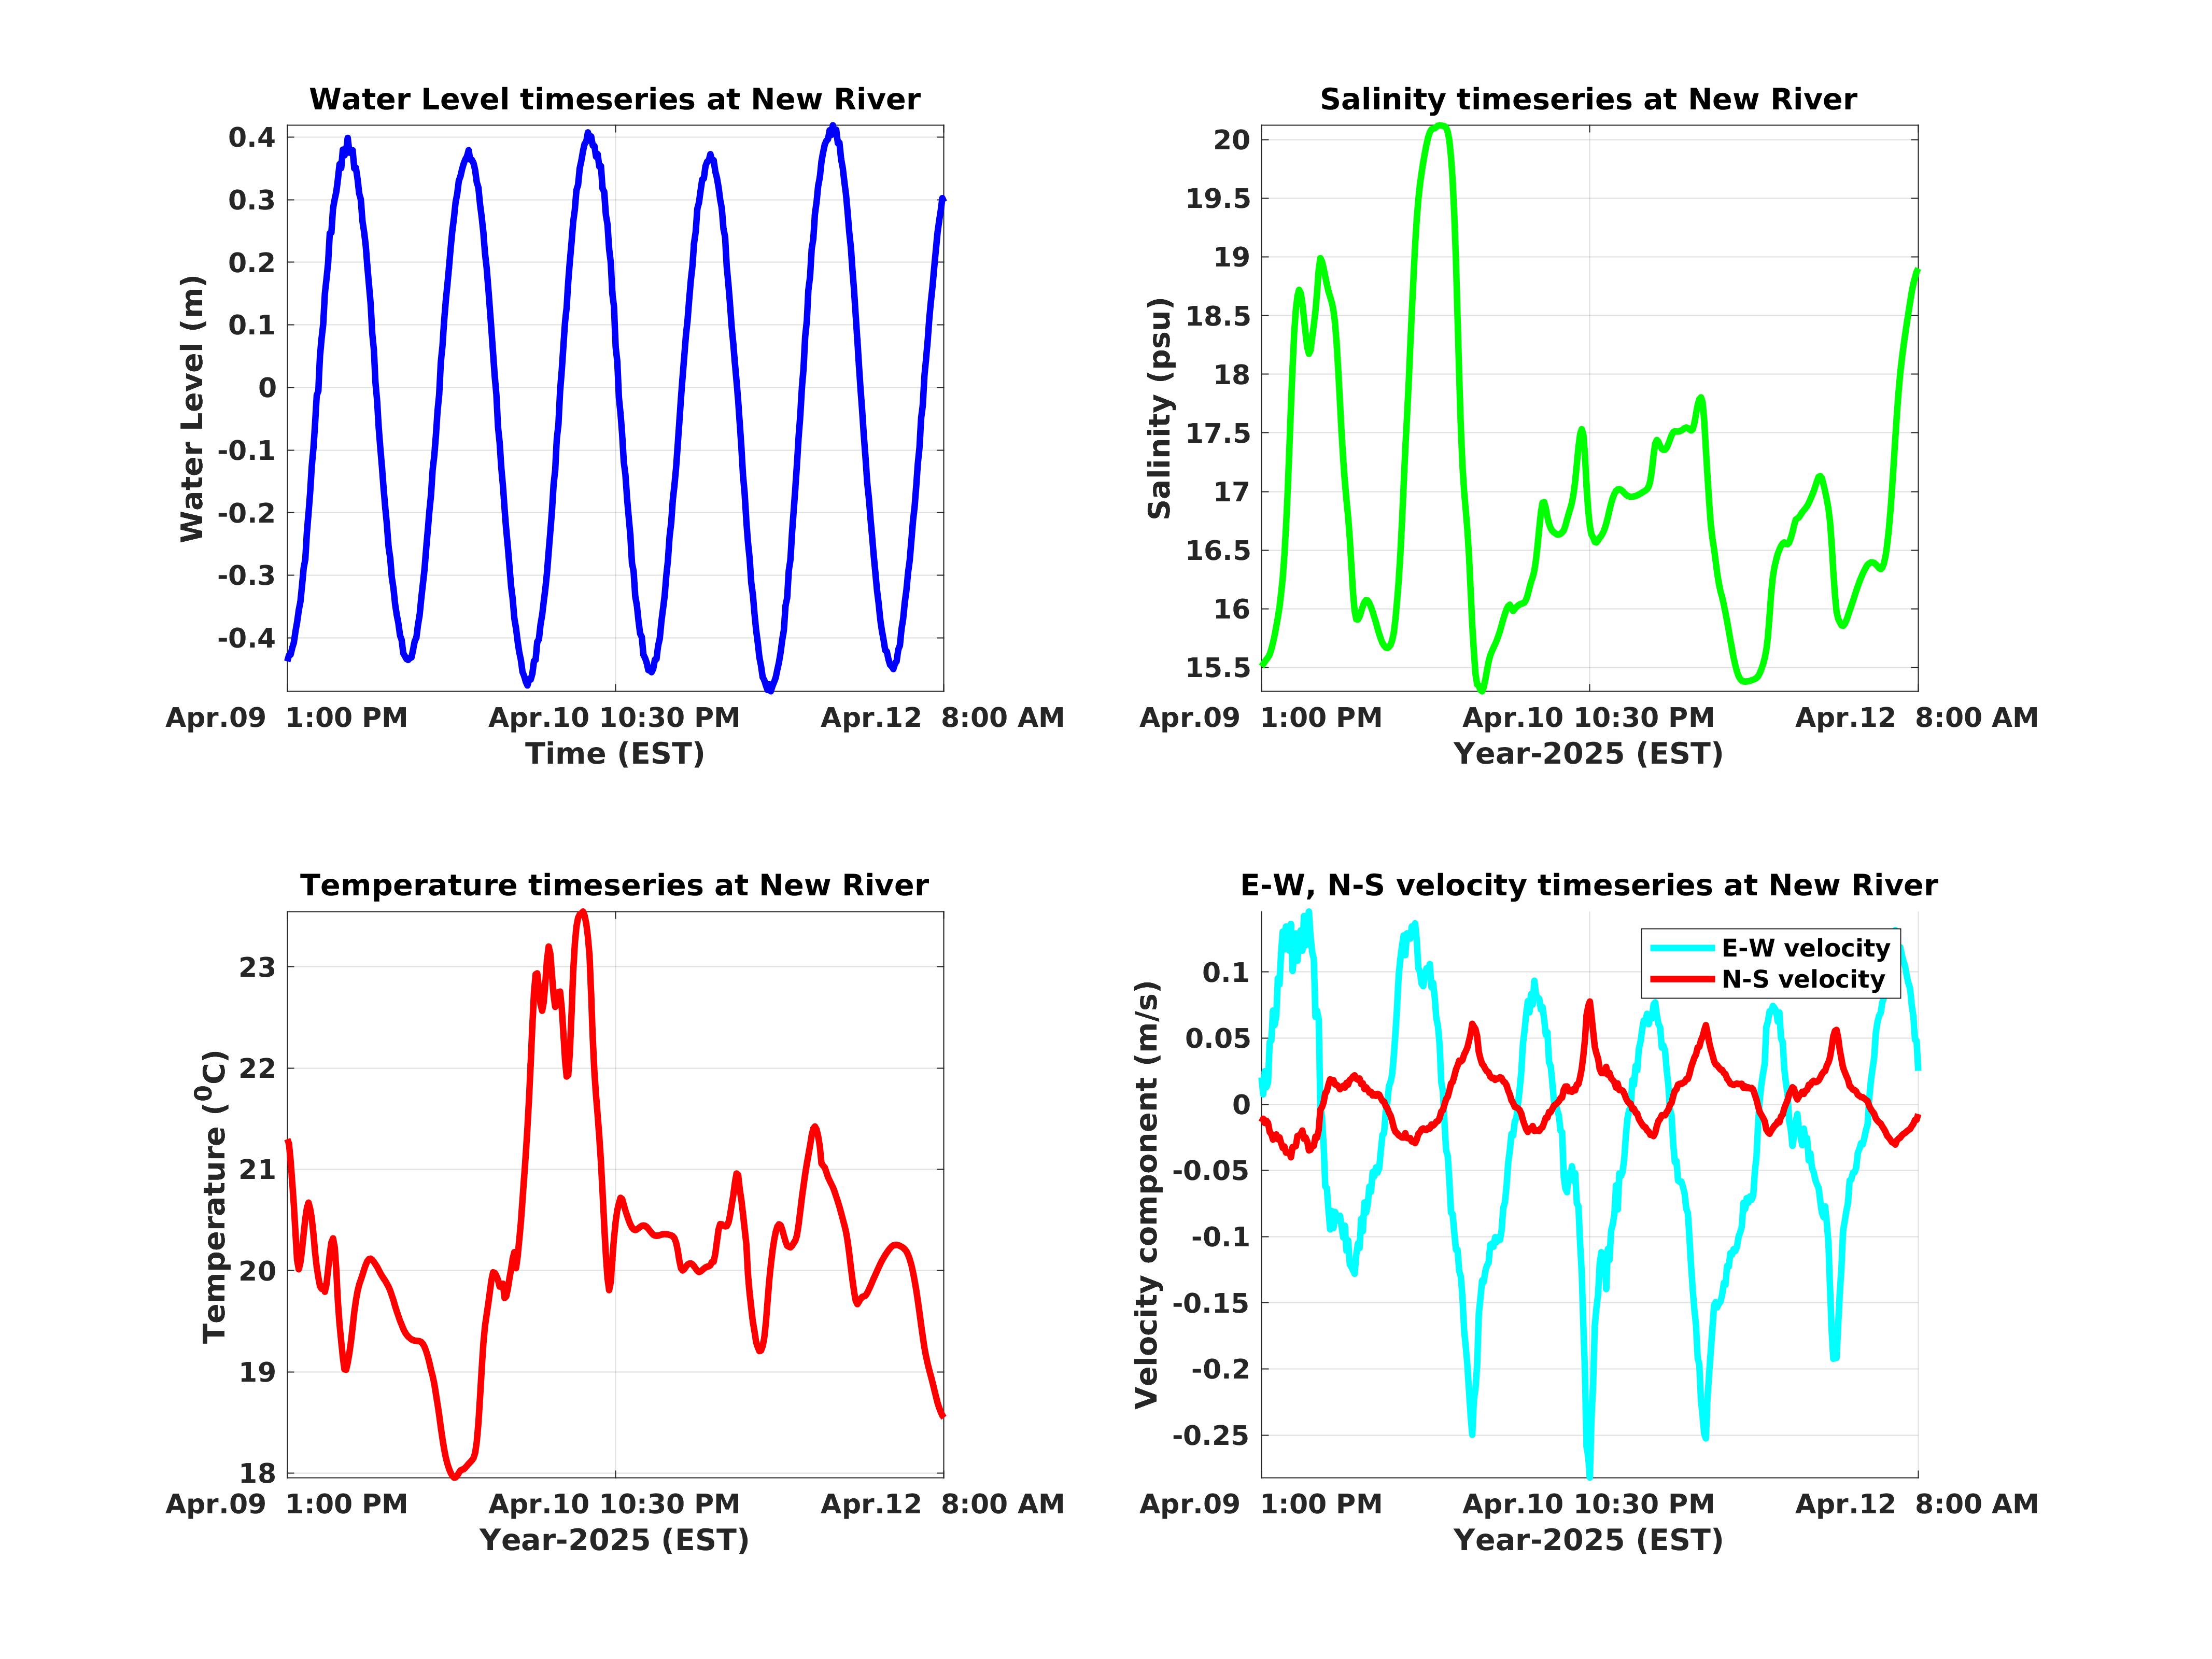 Water Level timeseries at New River
Water Level (m)
0.4
0.3
0.2
0.1
0
-0.1
-0.2
-0.3
-0.4
Apr.09 1:00 PM Apr.10 10:30 PM Apr.12 8:00 AM
Time (EST)
Salinity timeseries at New River
Salinity (psu)
20
19.5
19
18.5
18
17.5
17
16.5
16
15.5
Apr.09 1:00 PM Apr.10 10:30 PM Apr.12 8:00 AM
Year-2025 (EST)
Temperature timeseries at New River
Temperature (⁰C)
23
22
21
20
19
18
Apr.09 1:00 PM Apr.10 10:30 PM Apr.12 8:00 AM
Year-2025 (EST)
E-W, N-S velocity timeseries at New River
Velocity component (m/s)
E-W velocity
N-S velocity
0.1
0.05
0
-0.05
-0.1
-0.15
-0.2
-0.25
Apr.09 1:00 PM Apr.10 10:30 PM Apr.12 8:00 AM
Year-2025 (EST)